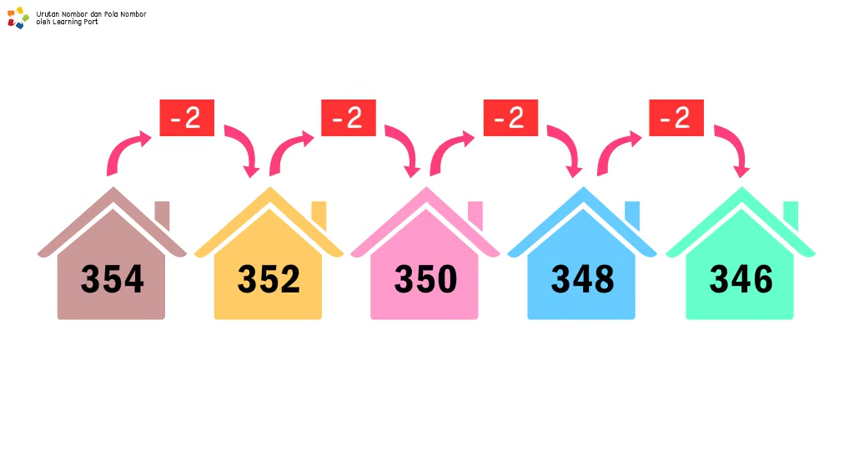 Urutan Nombor dan Pola Nombor
oleh Learning Port
-2 -2 -2 -2
354 352 350 348 346